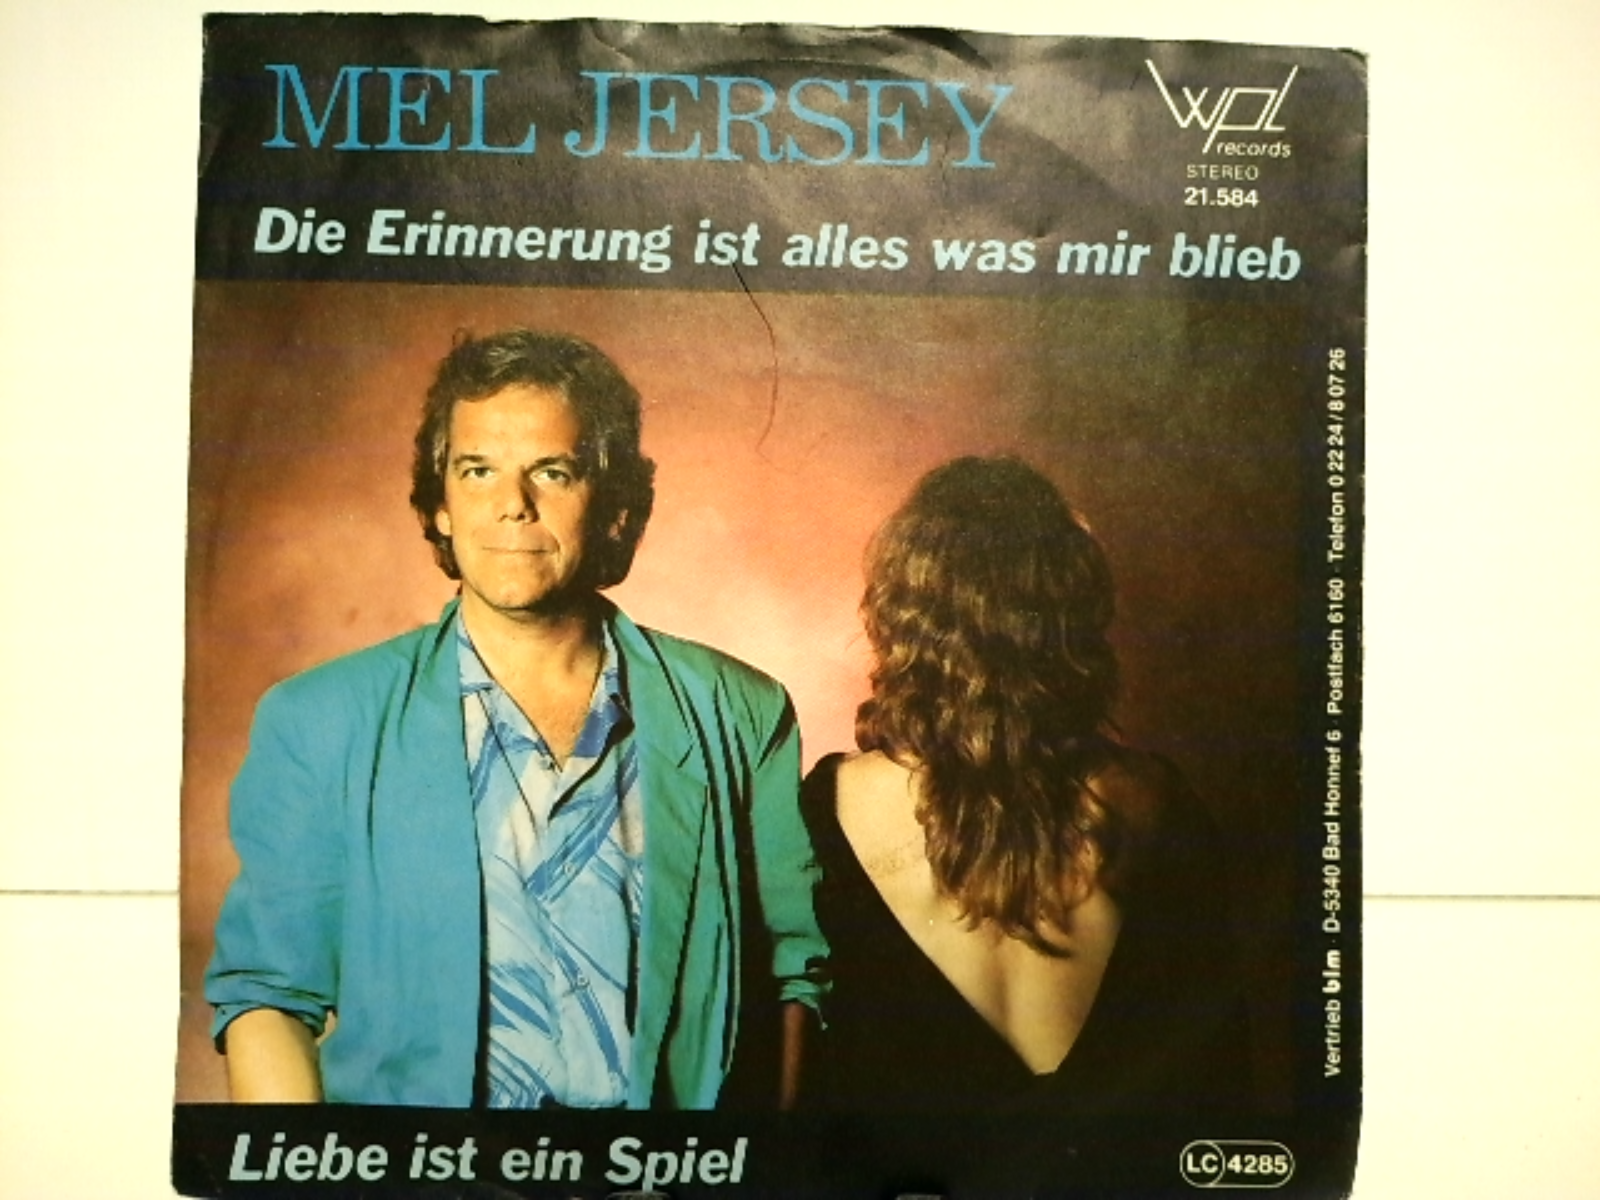 MEL JERSEY
wpl
records
STEREO
21.584
Die Erinnerung ist alles was mir blieb
Vertrieb blm · D-5340 Bad Honnef 6 · Postfach 6160 · Telefon 0 22 24 / 8 07 26
Liebe ist ein Spiel
LC 4285